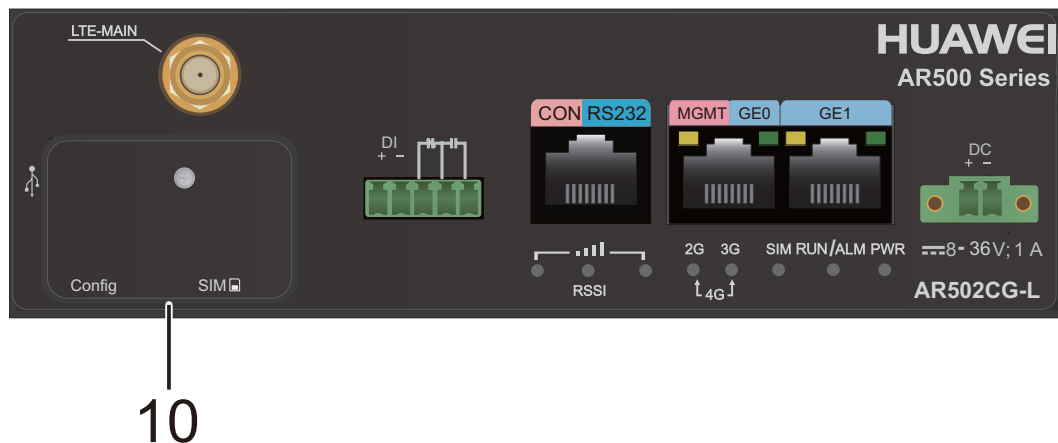 LTE-MAIN
HUAWEI
AR500 Series
CON RS232
MGMT GE0 GE1
DI
+ -
DC
+ -
2G 3G SIM RUN/ALM PWR
8-36V; 1 A
RSSI
4G
Config SIM
AR502CG-L
10